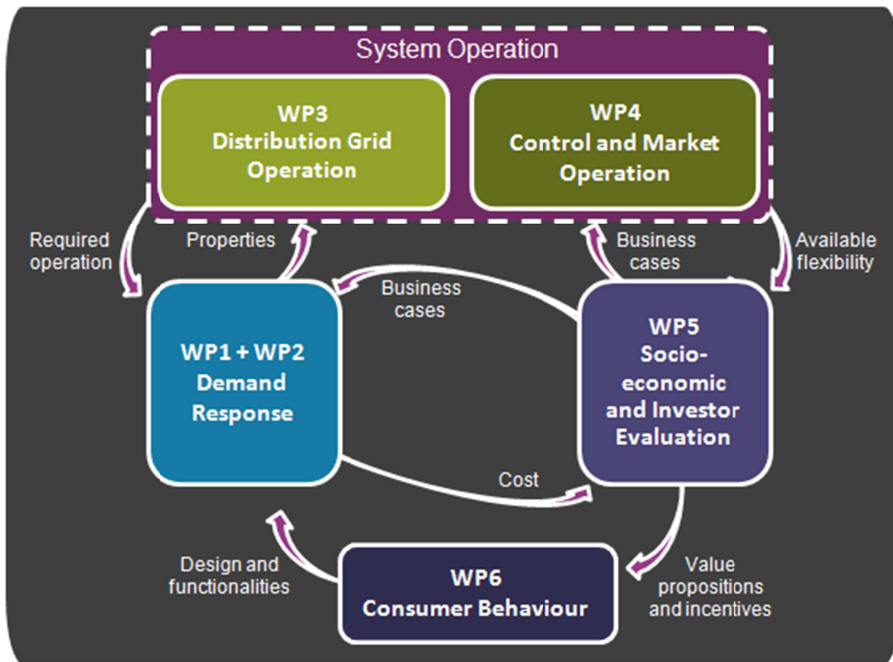 System Operation
WP3
Distribution Grid
Operation
WP4
Control and Market
Operation
Required
operation
Properties
Business
cases
Available
flexibility
Business
cases
WP1 + WP2
Demand
Response
WP5
Socio-
economic
and Investor
Evaluation
Cost
Design and
functionalities
WP6
Consumer Behaviour
Value
propositions
and incentives